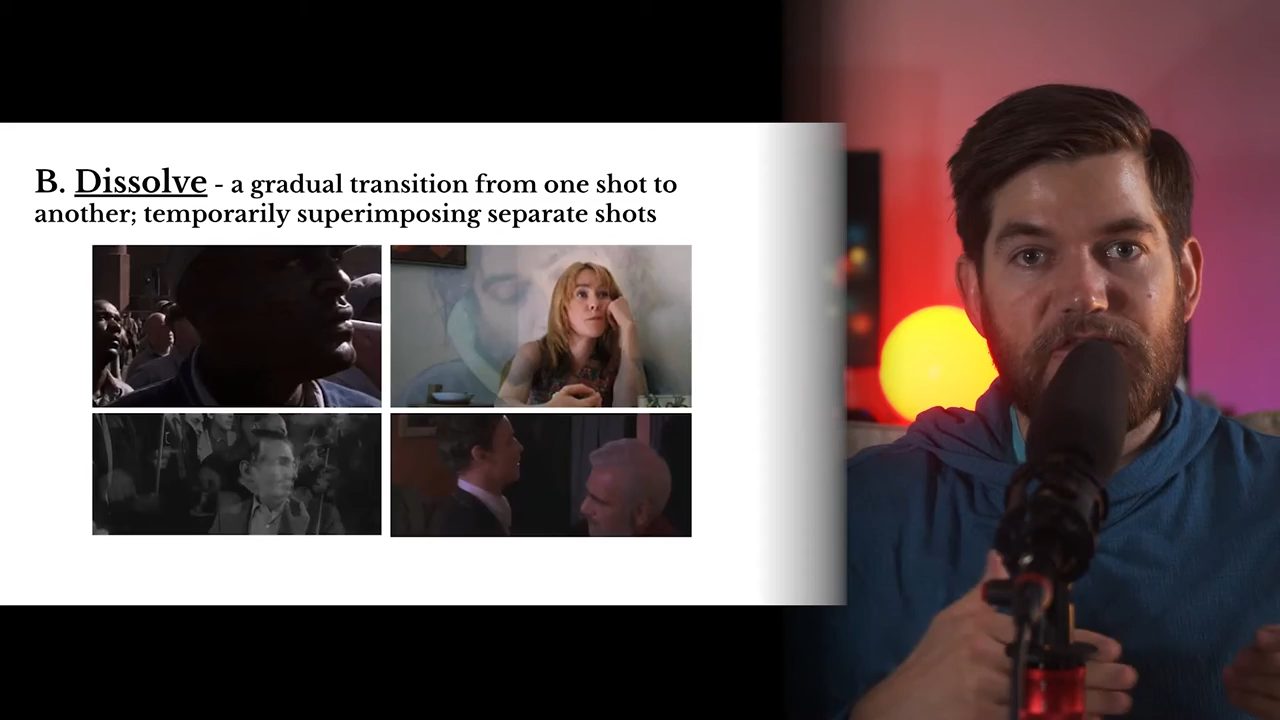 B. Dissolve - a gradual transition from one shot to
another; temporarily superimposing separate shots